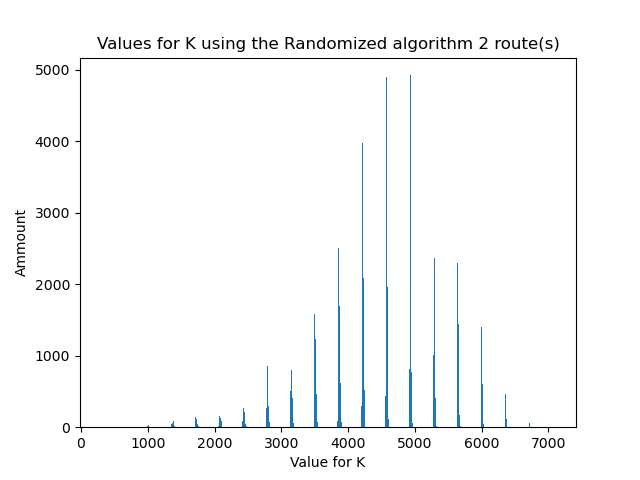 Values for K using the Randomized algorithm 2 route(s)
5000
4000
3000
2000
1000
0
Ammount
0 1000 2000 3000 4000 5000 6000 7000
Value for K